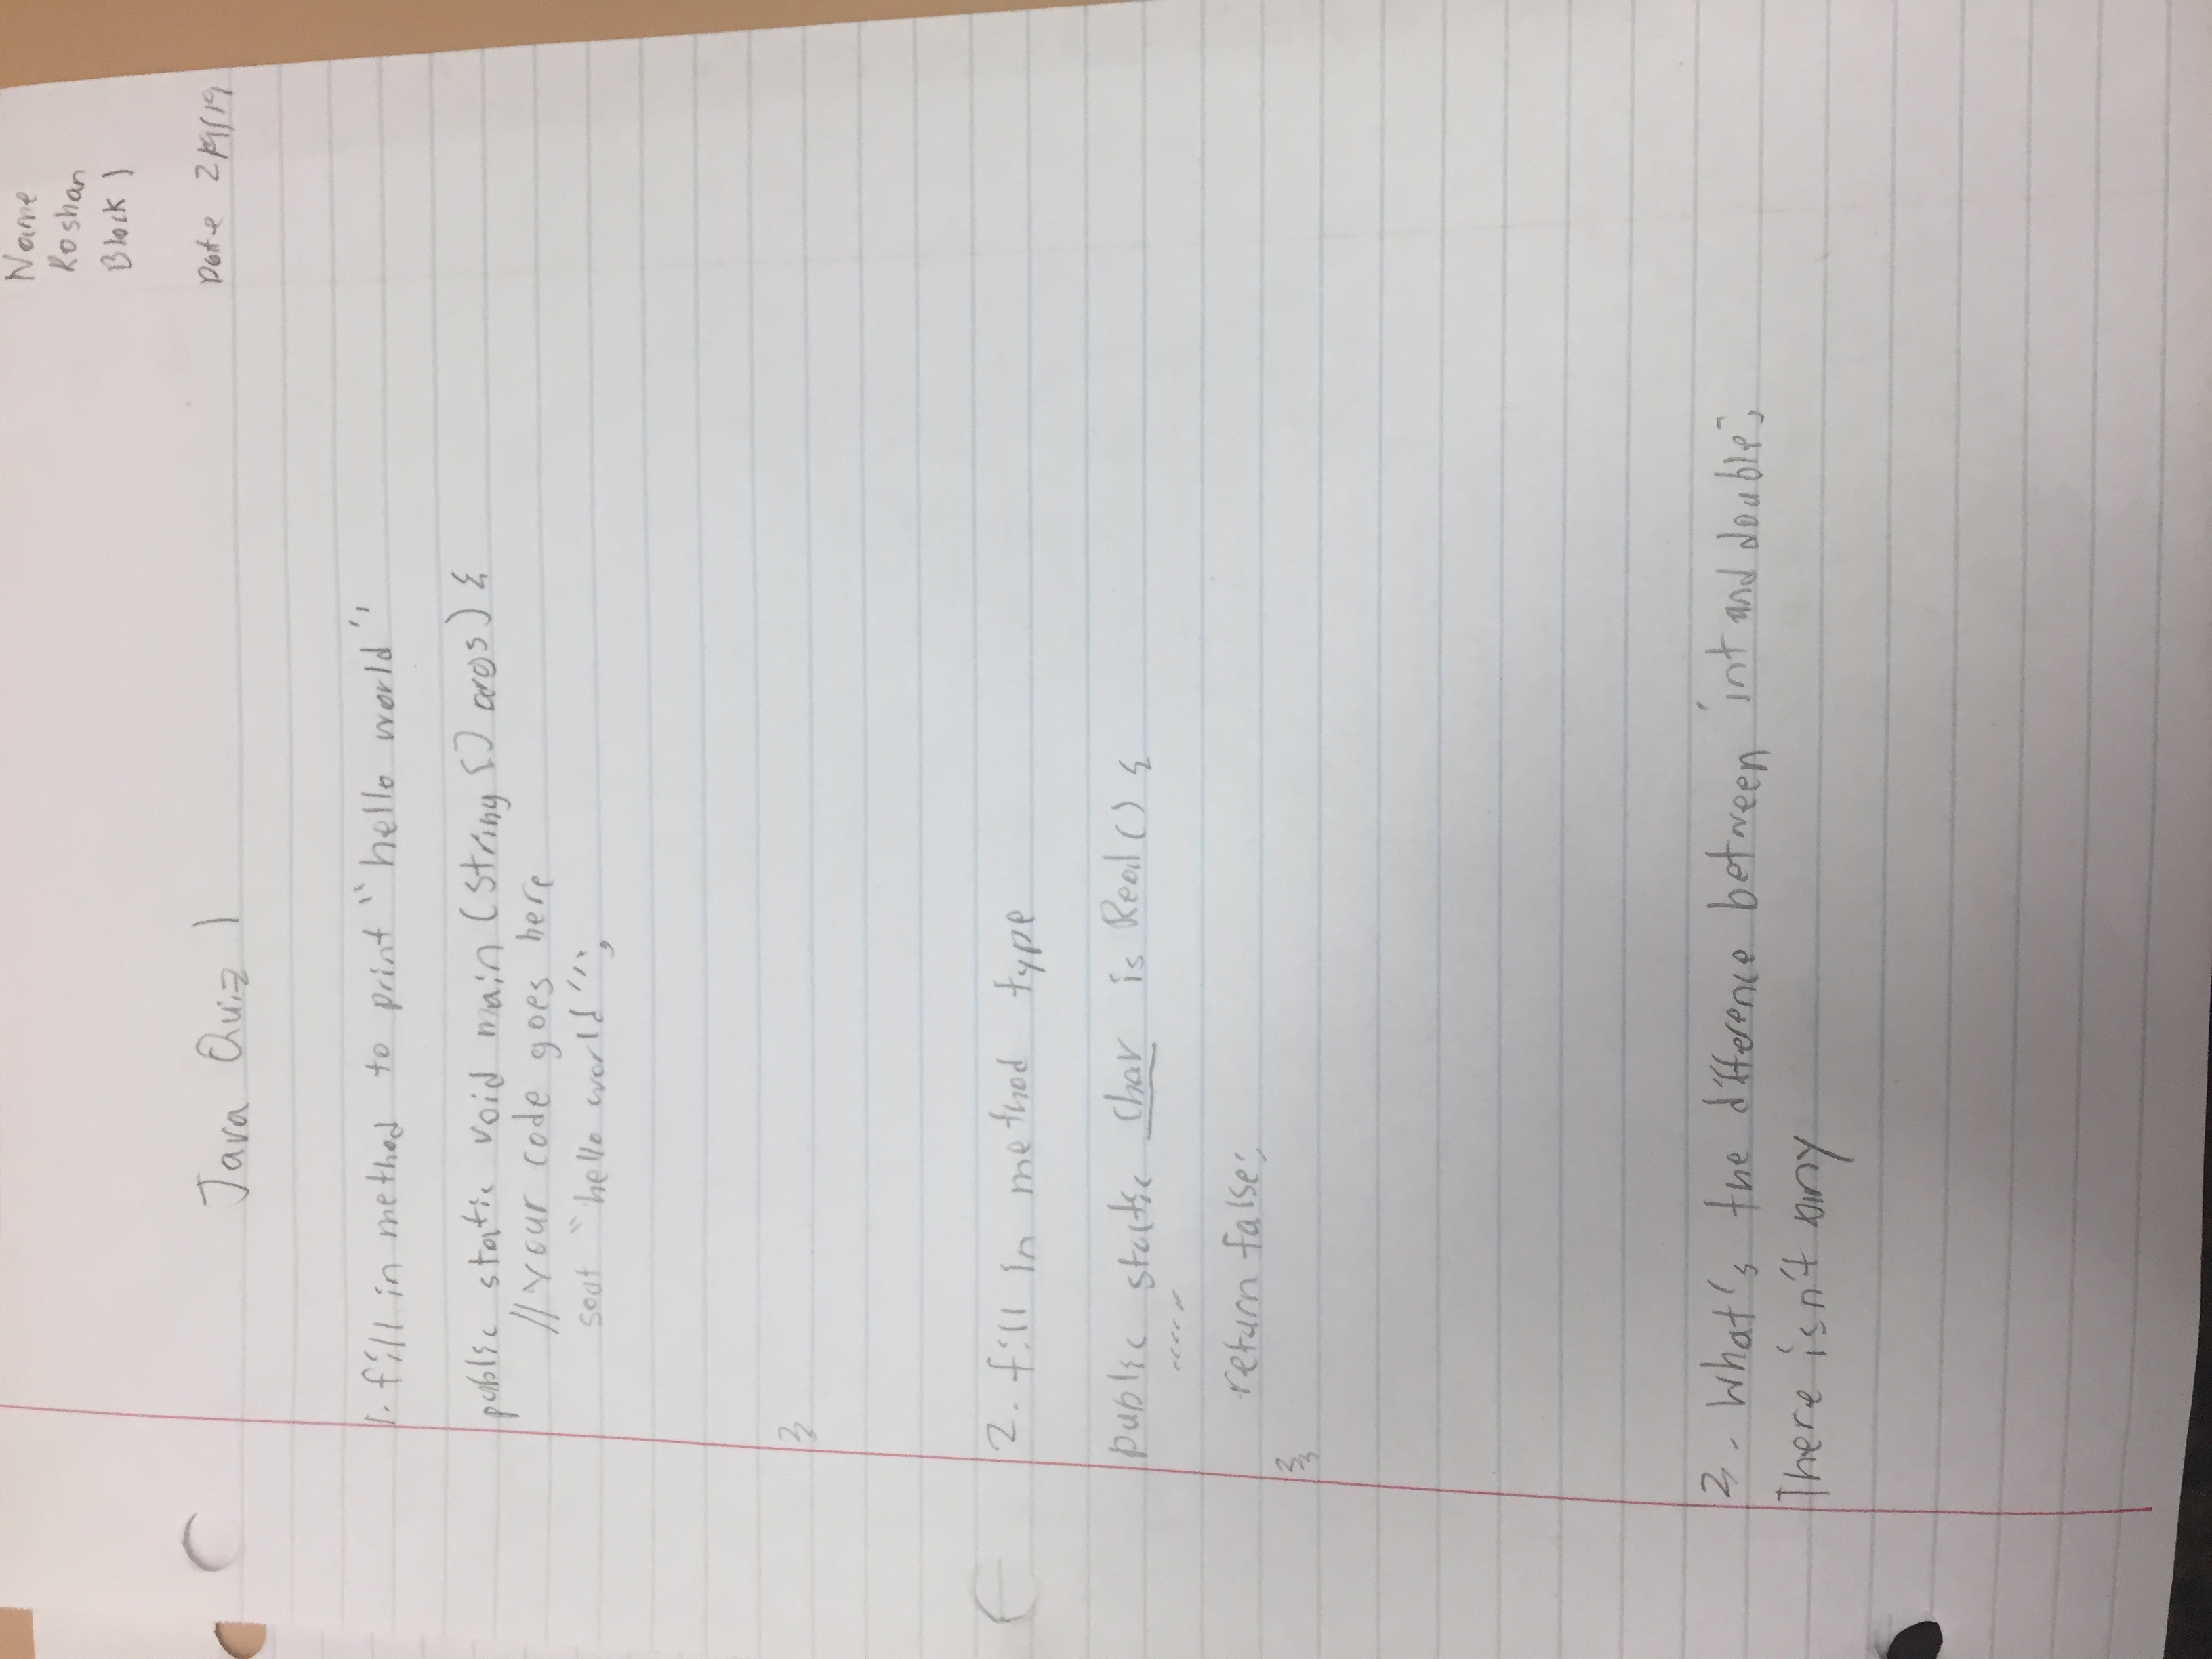 Name
Roshan
Block 1
Date 2/9/19
Java Quiz 1
1. fill in method to print "hello world"
public static void main (String [] args) {
//Your code goes here
sout "hello world";
}
2. fill in method type
public static char is Real () {
.....
return false;
}
3. What's the difference between int and double;
There isn't any